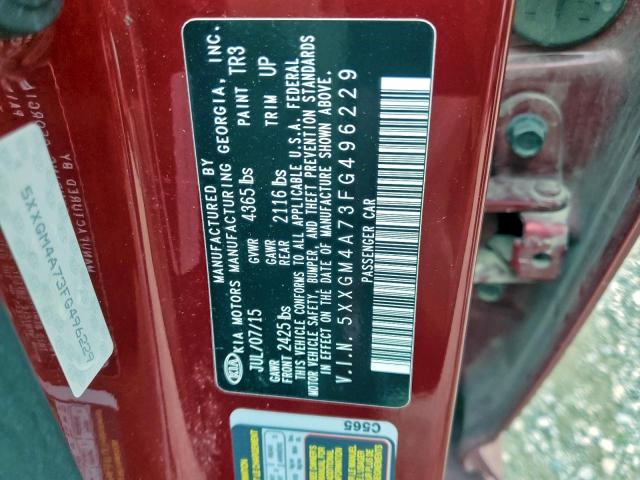 MANUFACTURED BY
KIA MOTORS MANUFACTURING GEORGIA, INC.
KIA
JUL/07/15 GVWR 4365 lbs PAINT TR3
GAWR FRONT 2425 lbs GAWR REAR 2116 lbs TRIM UP
THIS VEHICLE CONFORMS TO ALL APPLICABLE U.S.A. FEDERAL
MOTOR VEHICLE SAFETY, BUMPER, AND THEFT PREVENTION STANDARDS
IN EFFECT ON THE DATE OF MANUFACTURE SHOWN ABOVE.
V.I.N. 5XXGM4A73FG496229
PASSENGER CAR
5XXGM4A73FG496229
C565